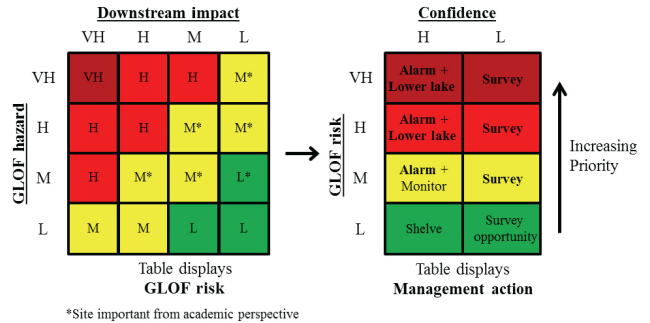 Downstream impact
VH H M L
GLOF hazard
VH VH H H M*
H H H M* M*
M H M* M* L*
L M M L L
Table displays
GLOF risk
*Site important from academic perspective
Confidence
H L
GLOF risk
VH Alarm + Survey
Lower lake
H Alarm + Survey
Lower lake
M Alarm + Survey
Monitor
L Shelve Survey
opportunity
Table displays
Management action
Increasing
Priority